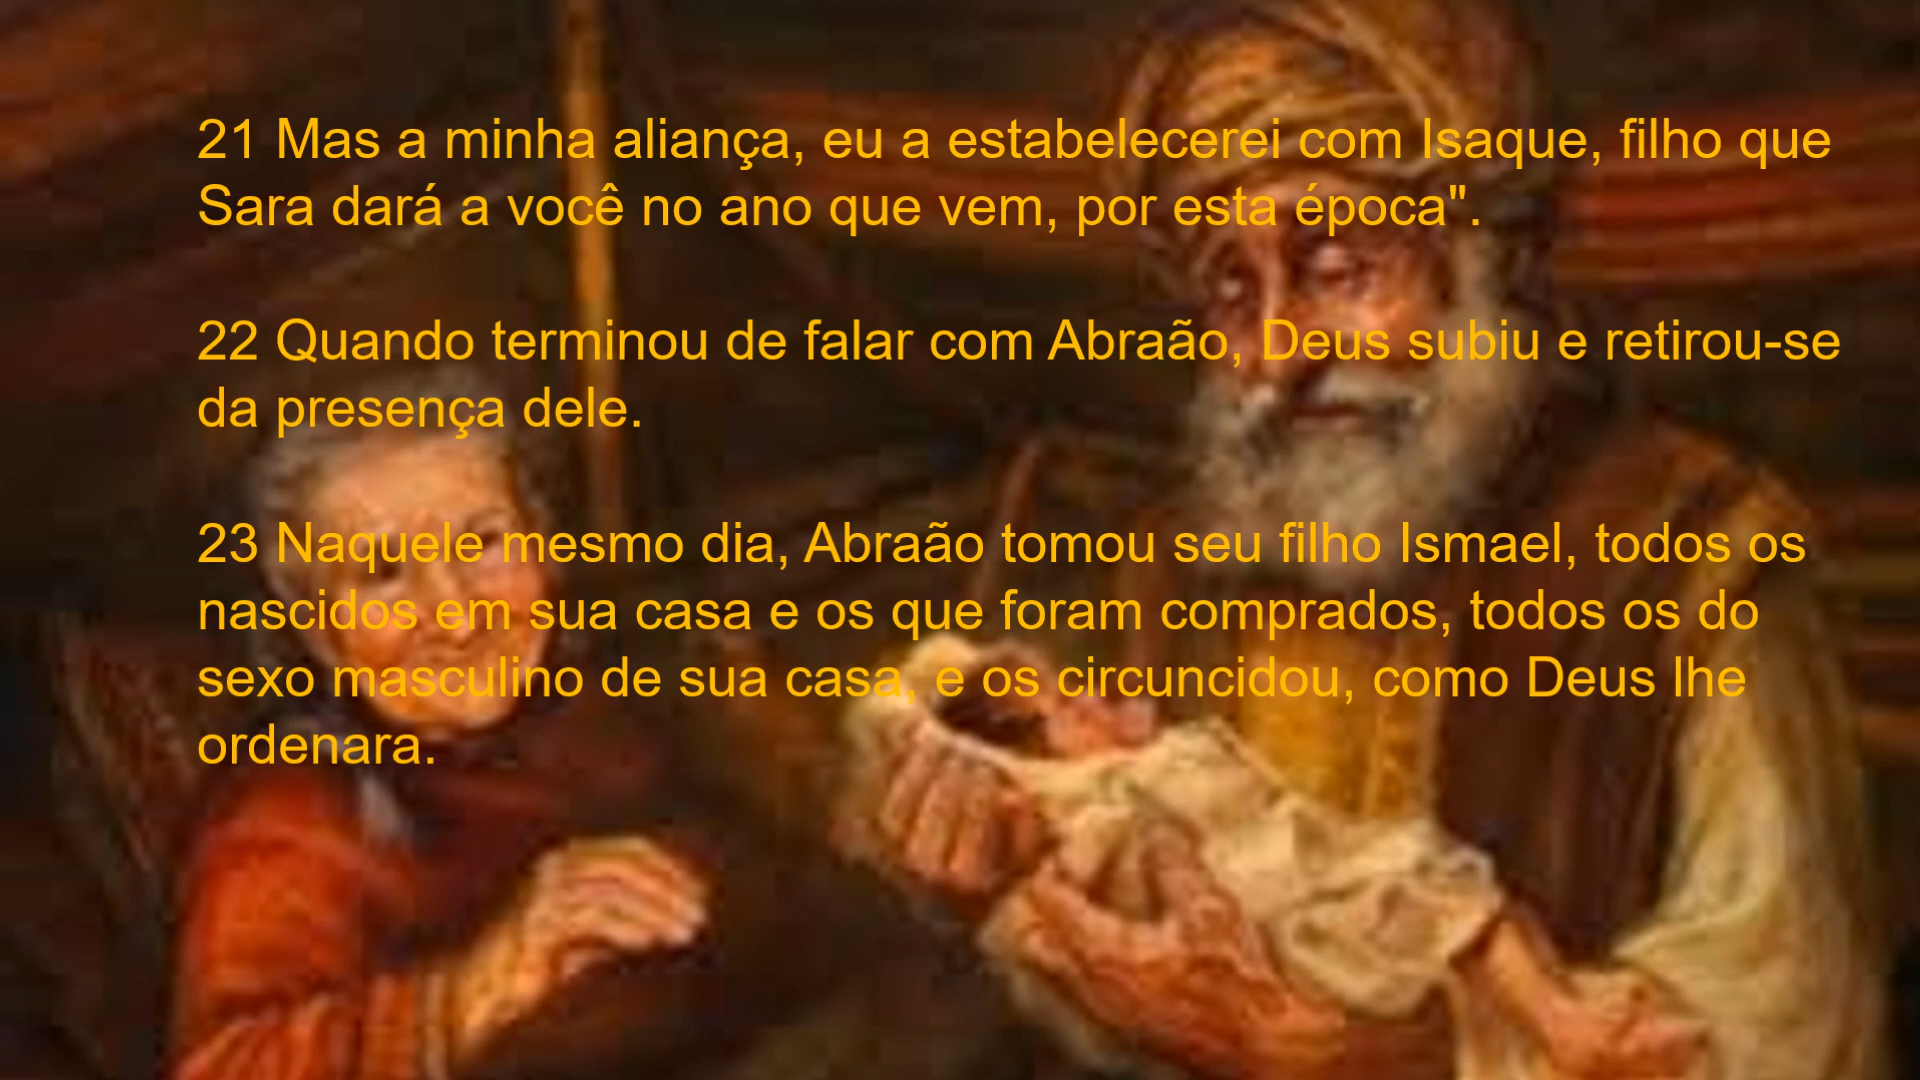 21 Mas a minha aliança, eu a estabelecerei com Isaque, filho que
Sara dará a você no ano que vem, por esta época".
22 Quando terminou de falar com Abraão, Deus subiu e retirou-se
da presença dele.
23 Naquele mesmo dia, Abraão tomou seu filho Ismael, todos os
nascidos em sua casa e os que foram comprados, todos os do
sexo masculino de sua casa, e os circuncidou, como Deus lhe
ordenara.